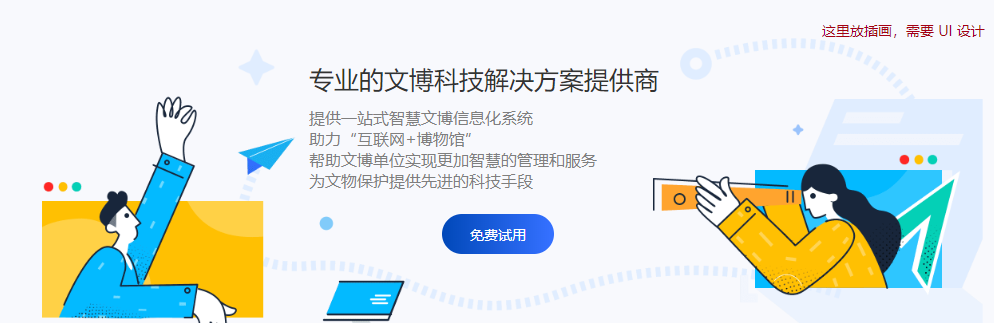 这里放插画，需要 UI 设计
专业的文博科技解决方案提供商
提供一站式智慧文博信息化系统
助力“互联网+博物馆”
帮助文博单位实现更加智慧的管理和服务
为文物保护提供先进的科技手段
免费试用